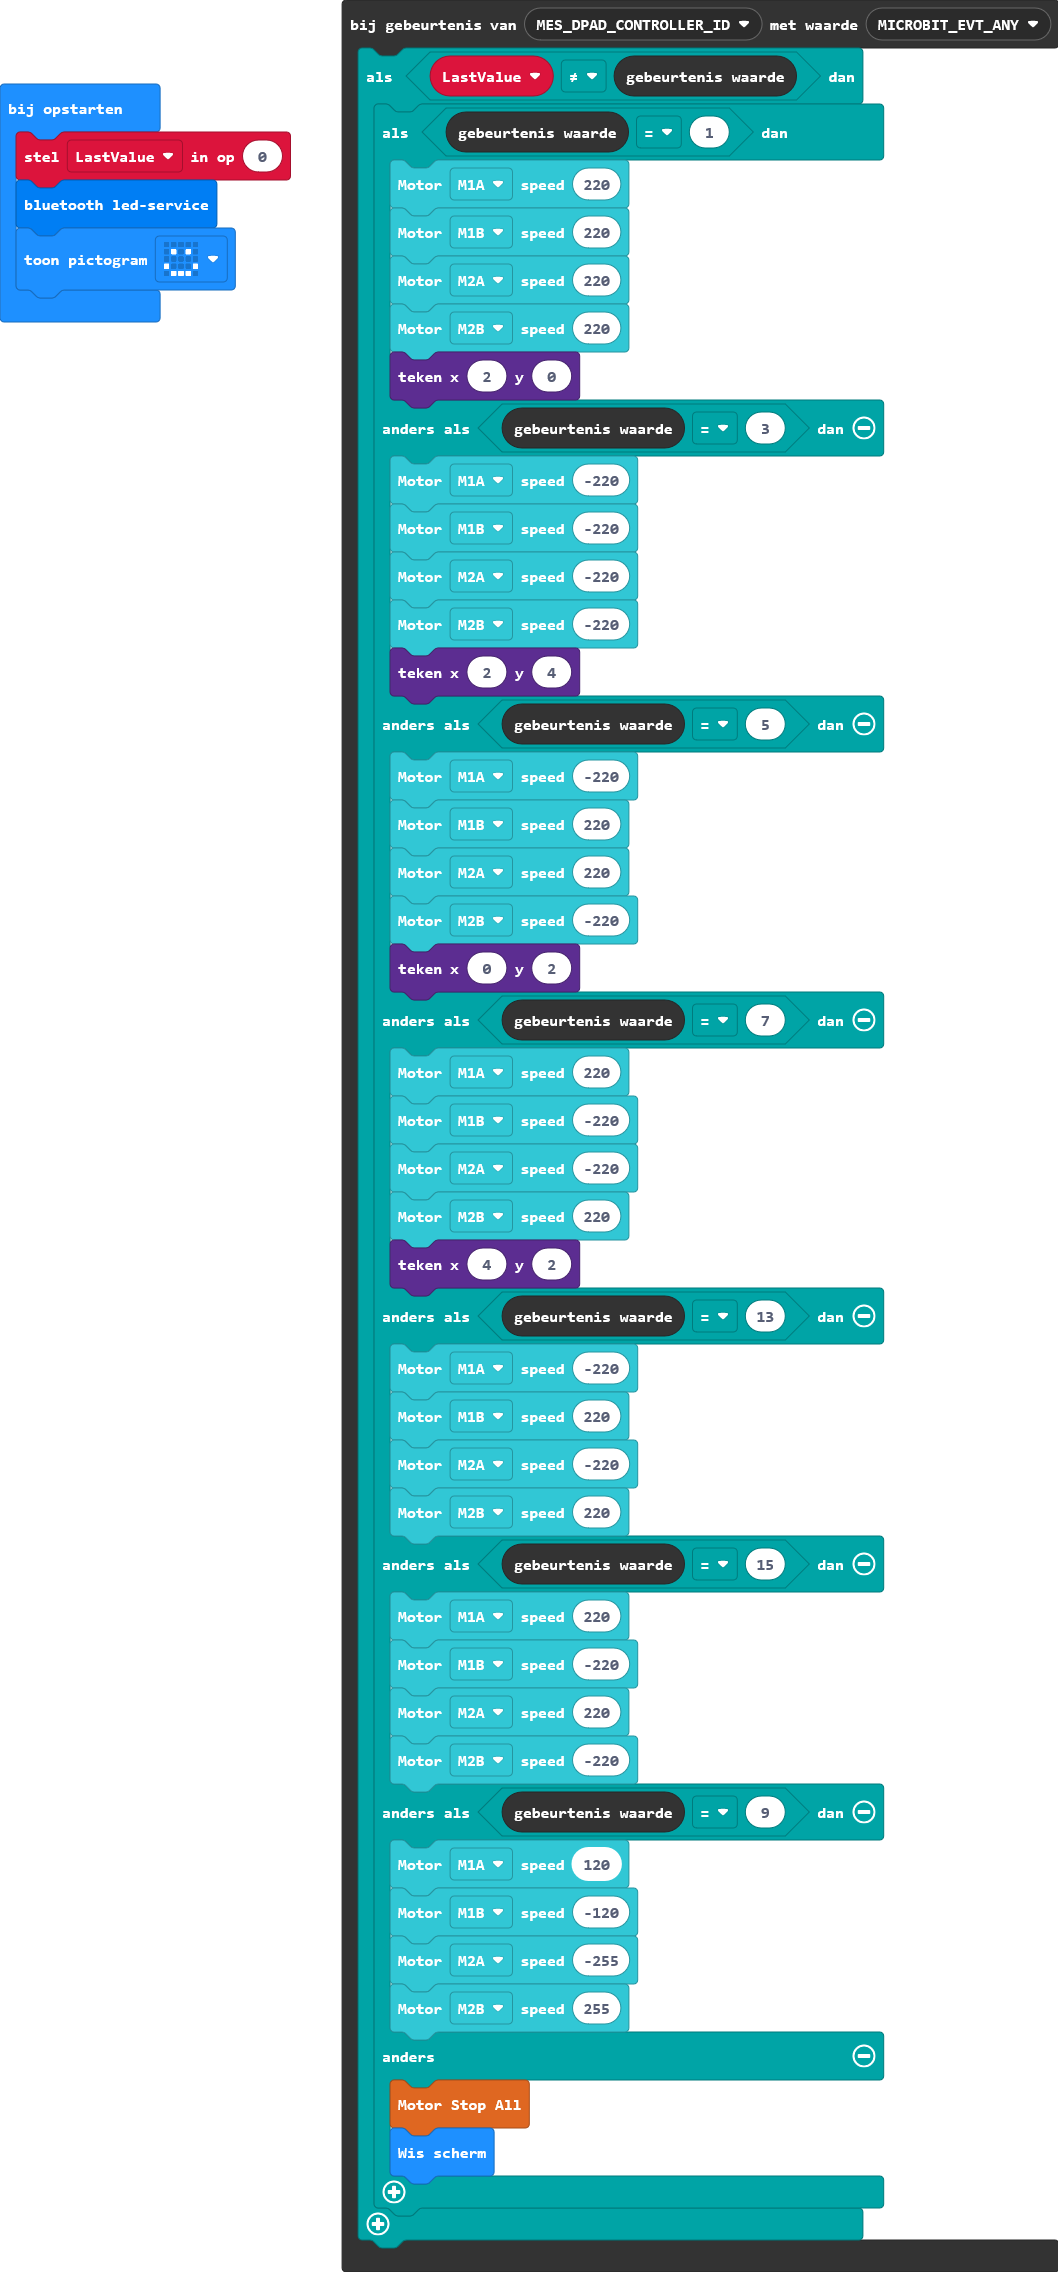 bij opstarten
stel LastValue in op 0
bluetooth led-service
toon pictogram
bij gebeurtenis van MES_DPAD_CONTROLLER_ID met waarde MICROBIT_EVT_ANY
als LastValue ≠ gebeurtenis waarde dan
als gebeurtenis waarde = 1 dan
Motor M1A speed 220
Motor M1B speed 220
Motor M2A speed 220
Motor M2B speed 220
teken x 2 y 0
anders als gebeurtenis waarde = 3 dan
Motor M1A speed -220
Motor M1B speed -220
Motor M2A speed -220
Motor M2B speed -220
teken x 2 y 4
anders als gebeurtenis waarde = 5 dan
Motor M1A speed -220
Motor M1B speed 220
Motor M2A speed 220
Motor M2B speed -220
teken x 0 y 2
anders als gebeurtenis waarde = 7 dan
Motor M1A speed 220
Motor M1B speed -220
Motor M2A speed -220
Motor M2B speed 220
teken x 4 y 2
anders als gebeurtenis waarde = 13 dan
Motor M1A speed -220
Motor M1B speed 220
Motor M2A speed -220
Motor M2B speed 220
anders als gebeurtenis waarde = 15 dan
Motor M1A speed 220
Motor M1B speed -220
Motor M2A speed 220
Motor M2B speed -220
anders als gebeurtenis waarde = 9 dan
Motor M1A speed 120
Motor M1B speed -120
Motor M2A speed -255
Motor M2B speed 255
anders
Motor Stop All
Wis scherm